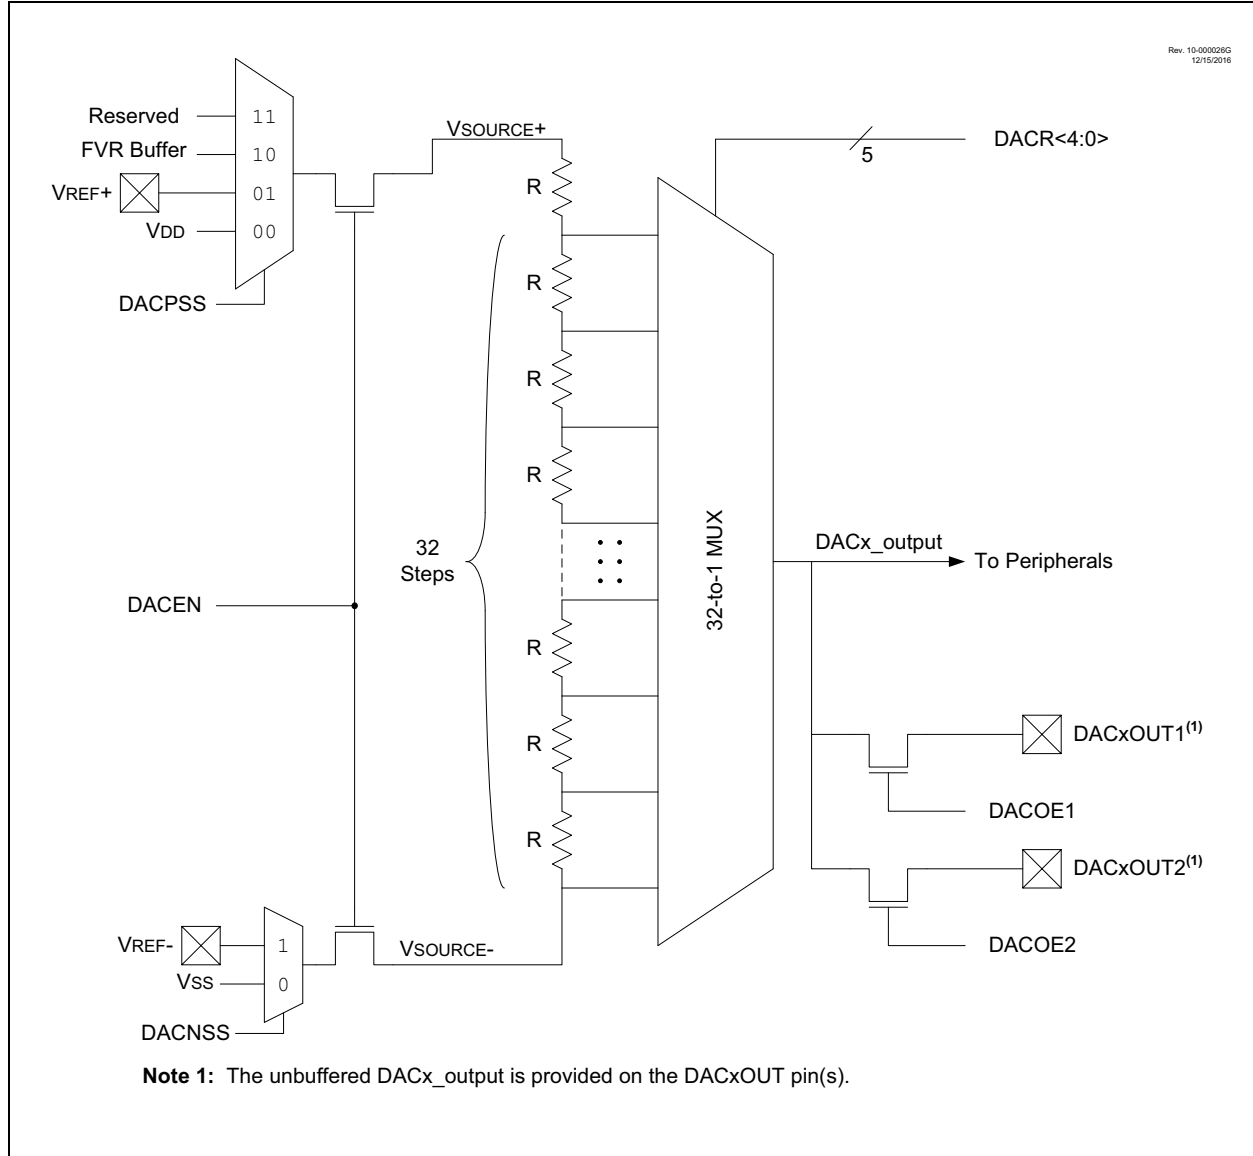 Rev. 10-000026G
12/15/2016
Reserved
11
FVR Buffer
10
VREF+
01
VDD
00
DACPSS
VSOURCE+
DACR<4:0>
5
R
R
R
R
32
Steps
DACEN
32-to-1 MUX
DACx_output
To Peripherals
R
R
R
DACxOUT1(1)
DACOE1
DACxOUT2(1)
DACOE2
VREF-
1
VSOURCE-
VSS
0
DACNSS
Note 1: The unbuffered DACx_output is provided on the DACxOUT pin(s).